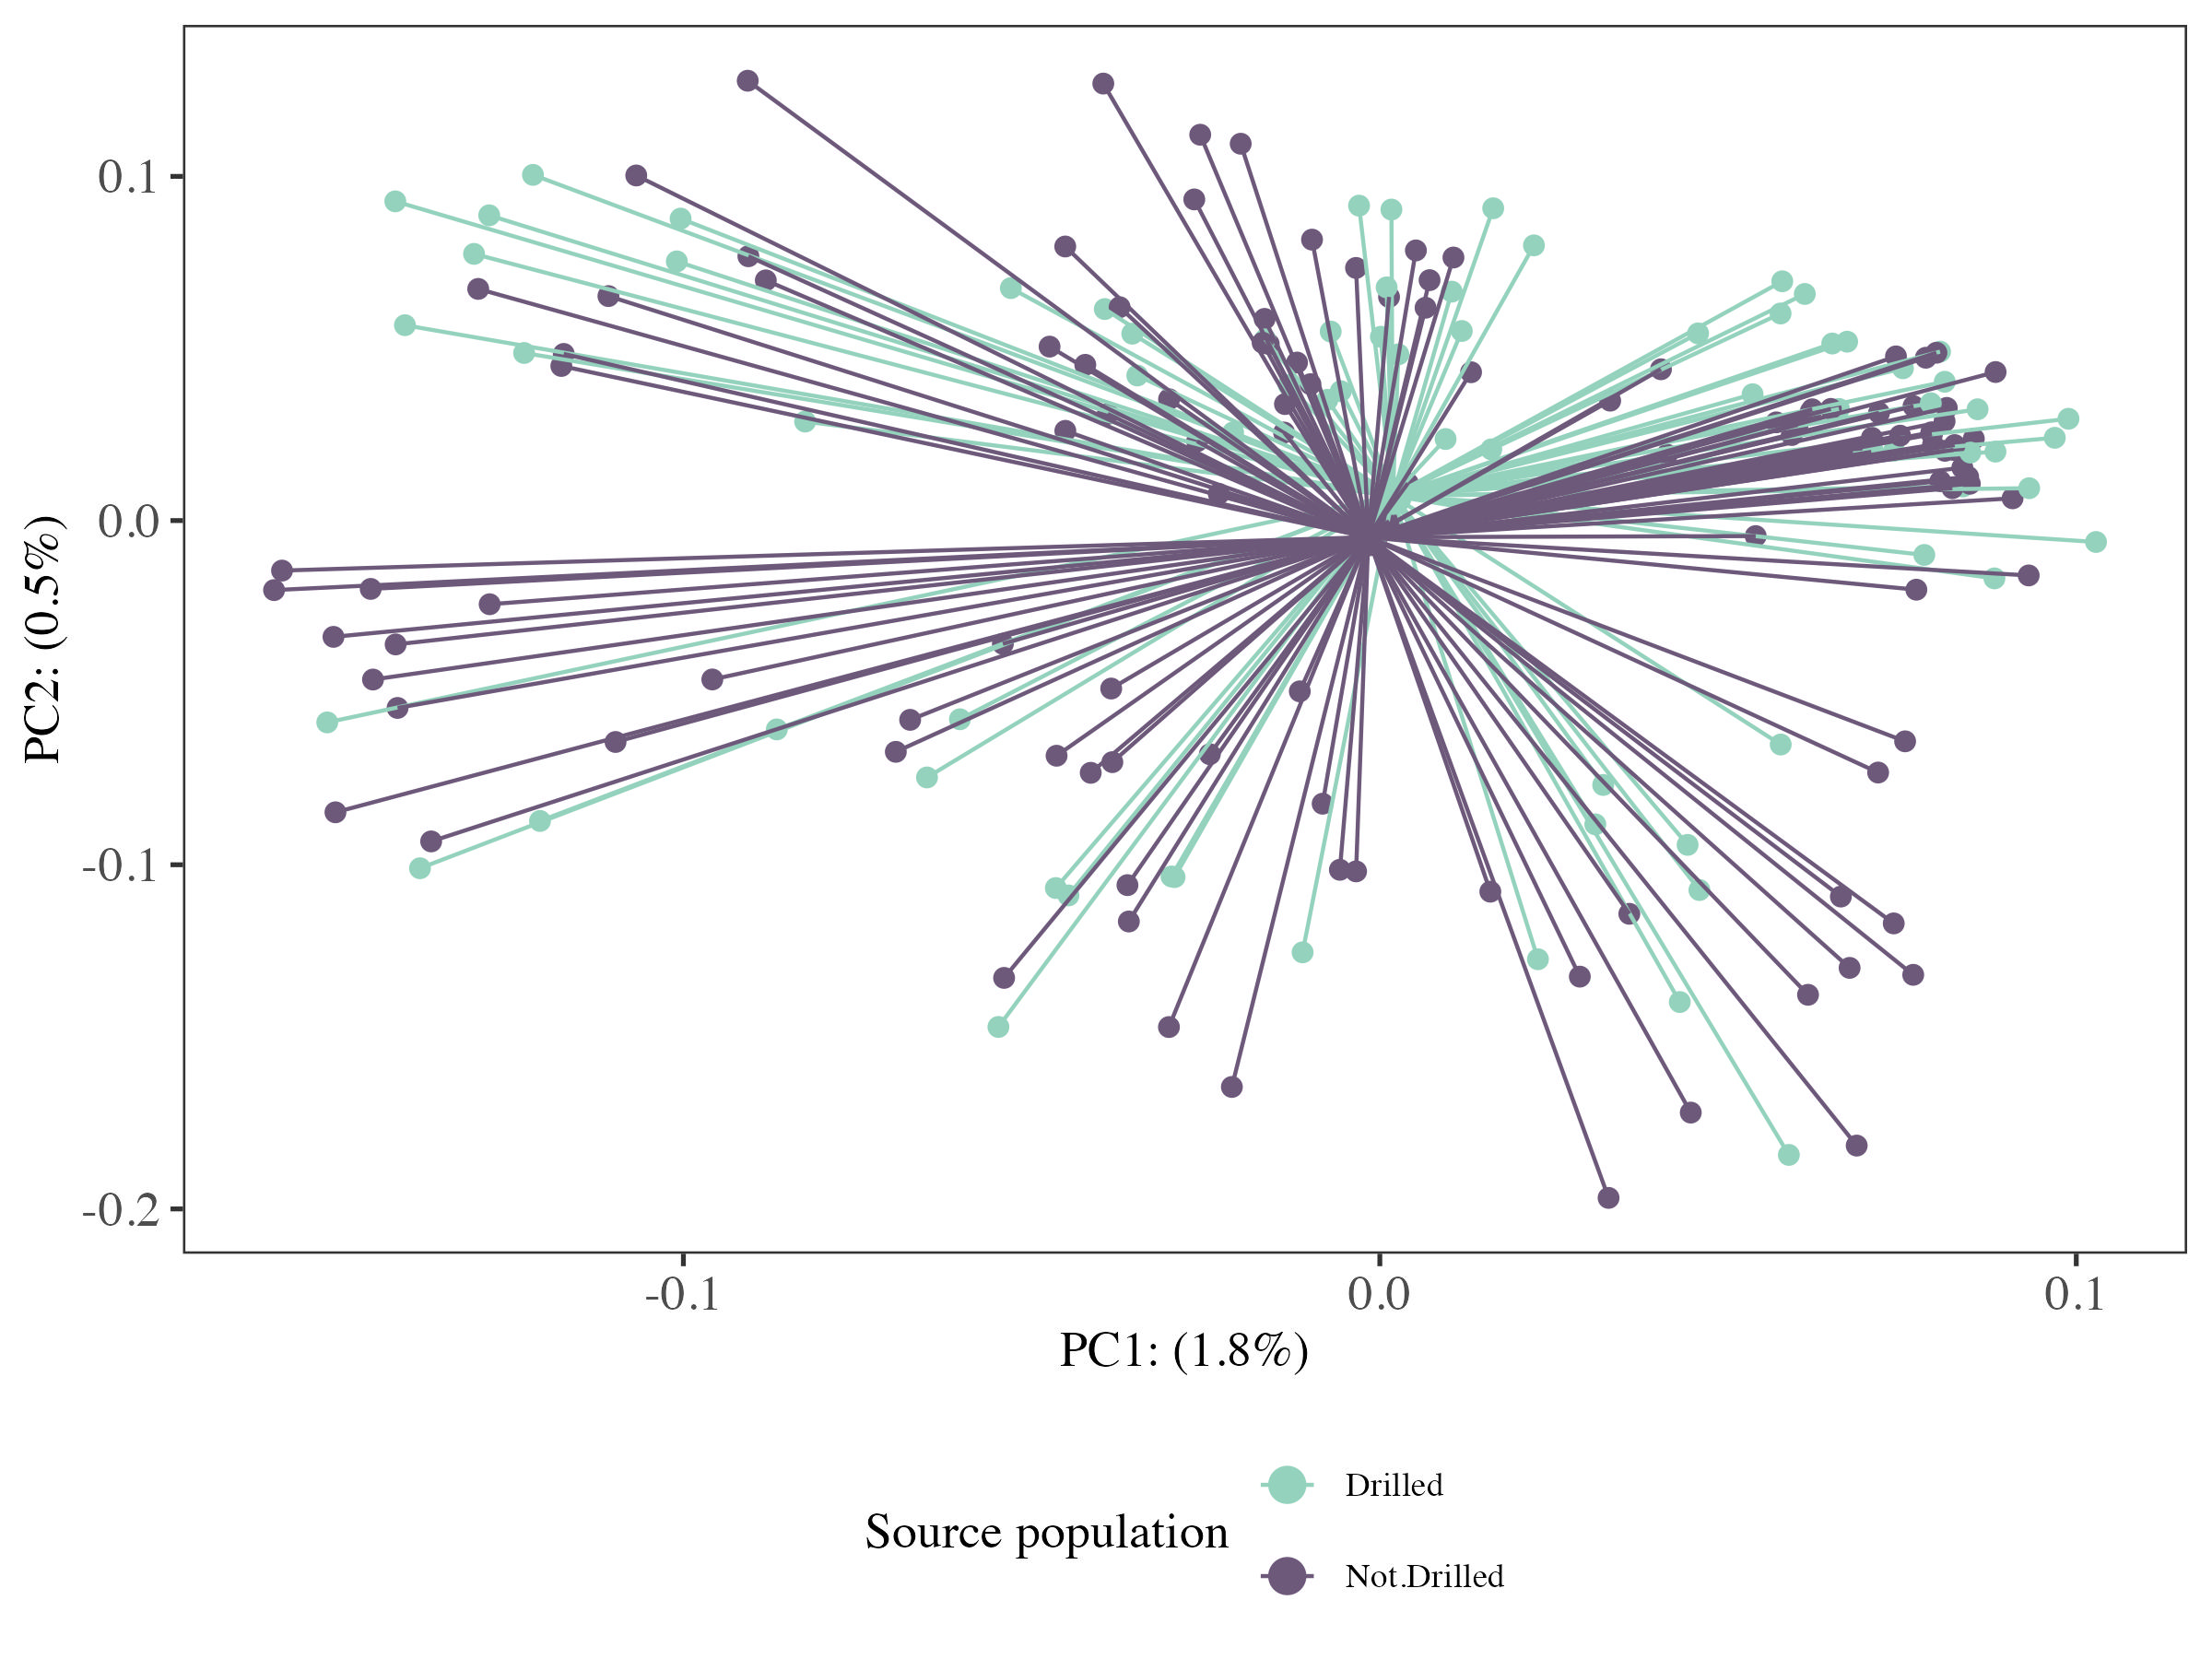 PC2: (0.5%)
0.1
0.0
-0.1
-0.2
-0.1
0.0
0.1
PC1: (1.8%)
Source population
Drilled
Not.Drilled